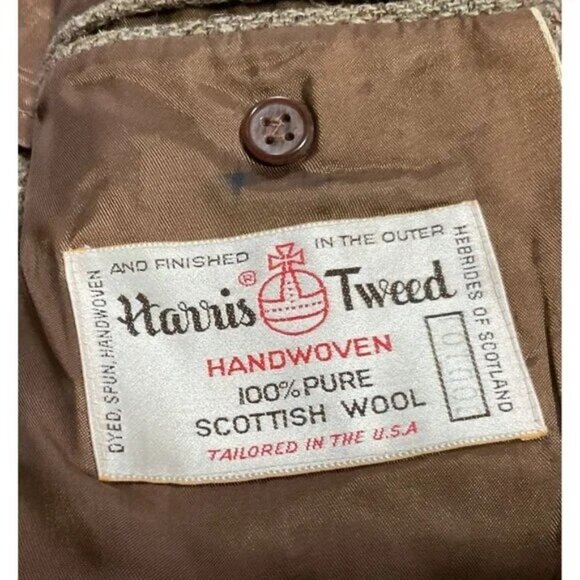 DYED, SPUN, HANDWOVEN
AND FINISHED
IN THE OUTER
HEBRIDES OF SCOTLAND
Harris® Tweed
HANDWOVEN
100% PURE
SCOTTISH WOOL
TAILORED IN THE U.S.A